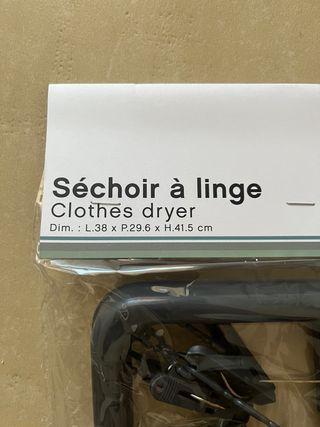 Séchoir à linge
Clothes dryer
Dim. : L.38 x P.29.6 x H.41.5 cm